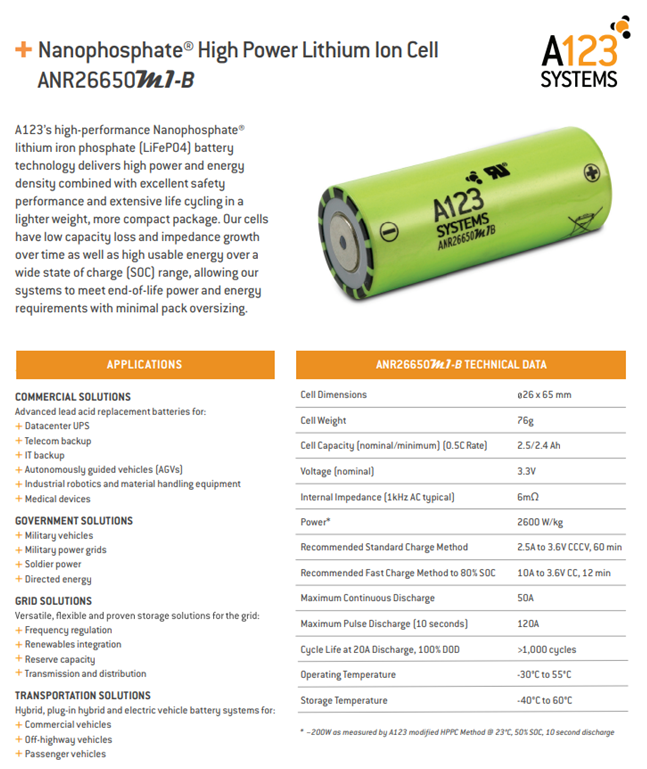 + Nanophosphate® High Power Lithium Ion Cell
ANR26650M1-B
A123
SYSTEMS
A123's high-performance Nanophosphate®
lithium iron phosphate (LiFePO4) battery
technology delivers high power and energy
density combined with excellent safety
performance and extensive life cycling in a
lighter weight, more compact package. Our cells
have low capacity loss and impedance growth
over time as well as high usable energy over a
wide state of charge (SOC) range, allowing our
systems to meet end-of-life power and energy
requirements with minimal pack oversizing.
A123
SYSTEMS
ANR26650M1B
APPLICATIONS
COMMERCIAL SOLUTIONS
Advanced lead acid replacement batteries for:
+ Datacenter UPS
+ Telecom backup
+ IT backup
+ Autonomously guided vehicles (AGVs)
+ Industrial robotics and material handling equipment
+ Medical devices
GOVERNMENT SOLUTIONS
+ Military vehicles
+ Military power grids
+ Soldier power
+ Directed energy
GRID SOLUTIONS
Versatile, flexible and proven storage solutions for the grid:
+ Frequency regulation
+ Renewables integration
+ Reserve capacity
+ Transmission and distribution
TRANSPORTATION SOLUTIONS
Hybrid, plug-in hybrid and electric vehicle battery systems for:
+ Commercial vehicles
+ Off-highway vehicles
+ Passenger vehicles
ANR26650M1-B TECHNICAL DATA
Cell Dimensions ø26 x 65 mm
Cell Weight 76g
Cell Capacity (nominal/minimum) (0.5C Rate) 2.5/2.4 Ah
Voltage (nominal) 3.3V
Internal Impedance (1kHz AC typical) 6mΩ
Power* 2600 W/kg
Recommended Standard Charge Method 2.5A to 3.6V CCCV, 60 min
Recommended Fast Charge Method to 80% SOC 10A to 3.6V CC, 12 min
Maximum Continuous Discharge 50A
Maximum Pulse Discharge (10 seconds) 120A
Cycle Life at 20A Discharge, 100% DOD >1,000 cycles
Operating Temperature -30°C to 55°C
Storage Temperature -40°C to 60°C
* ~200W as measured by A123 modified HPPC Method @ 23°C, 50% SOC, 10 second discharge